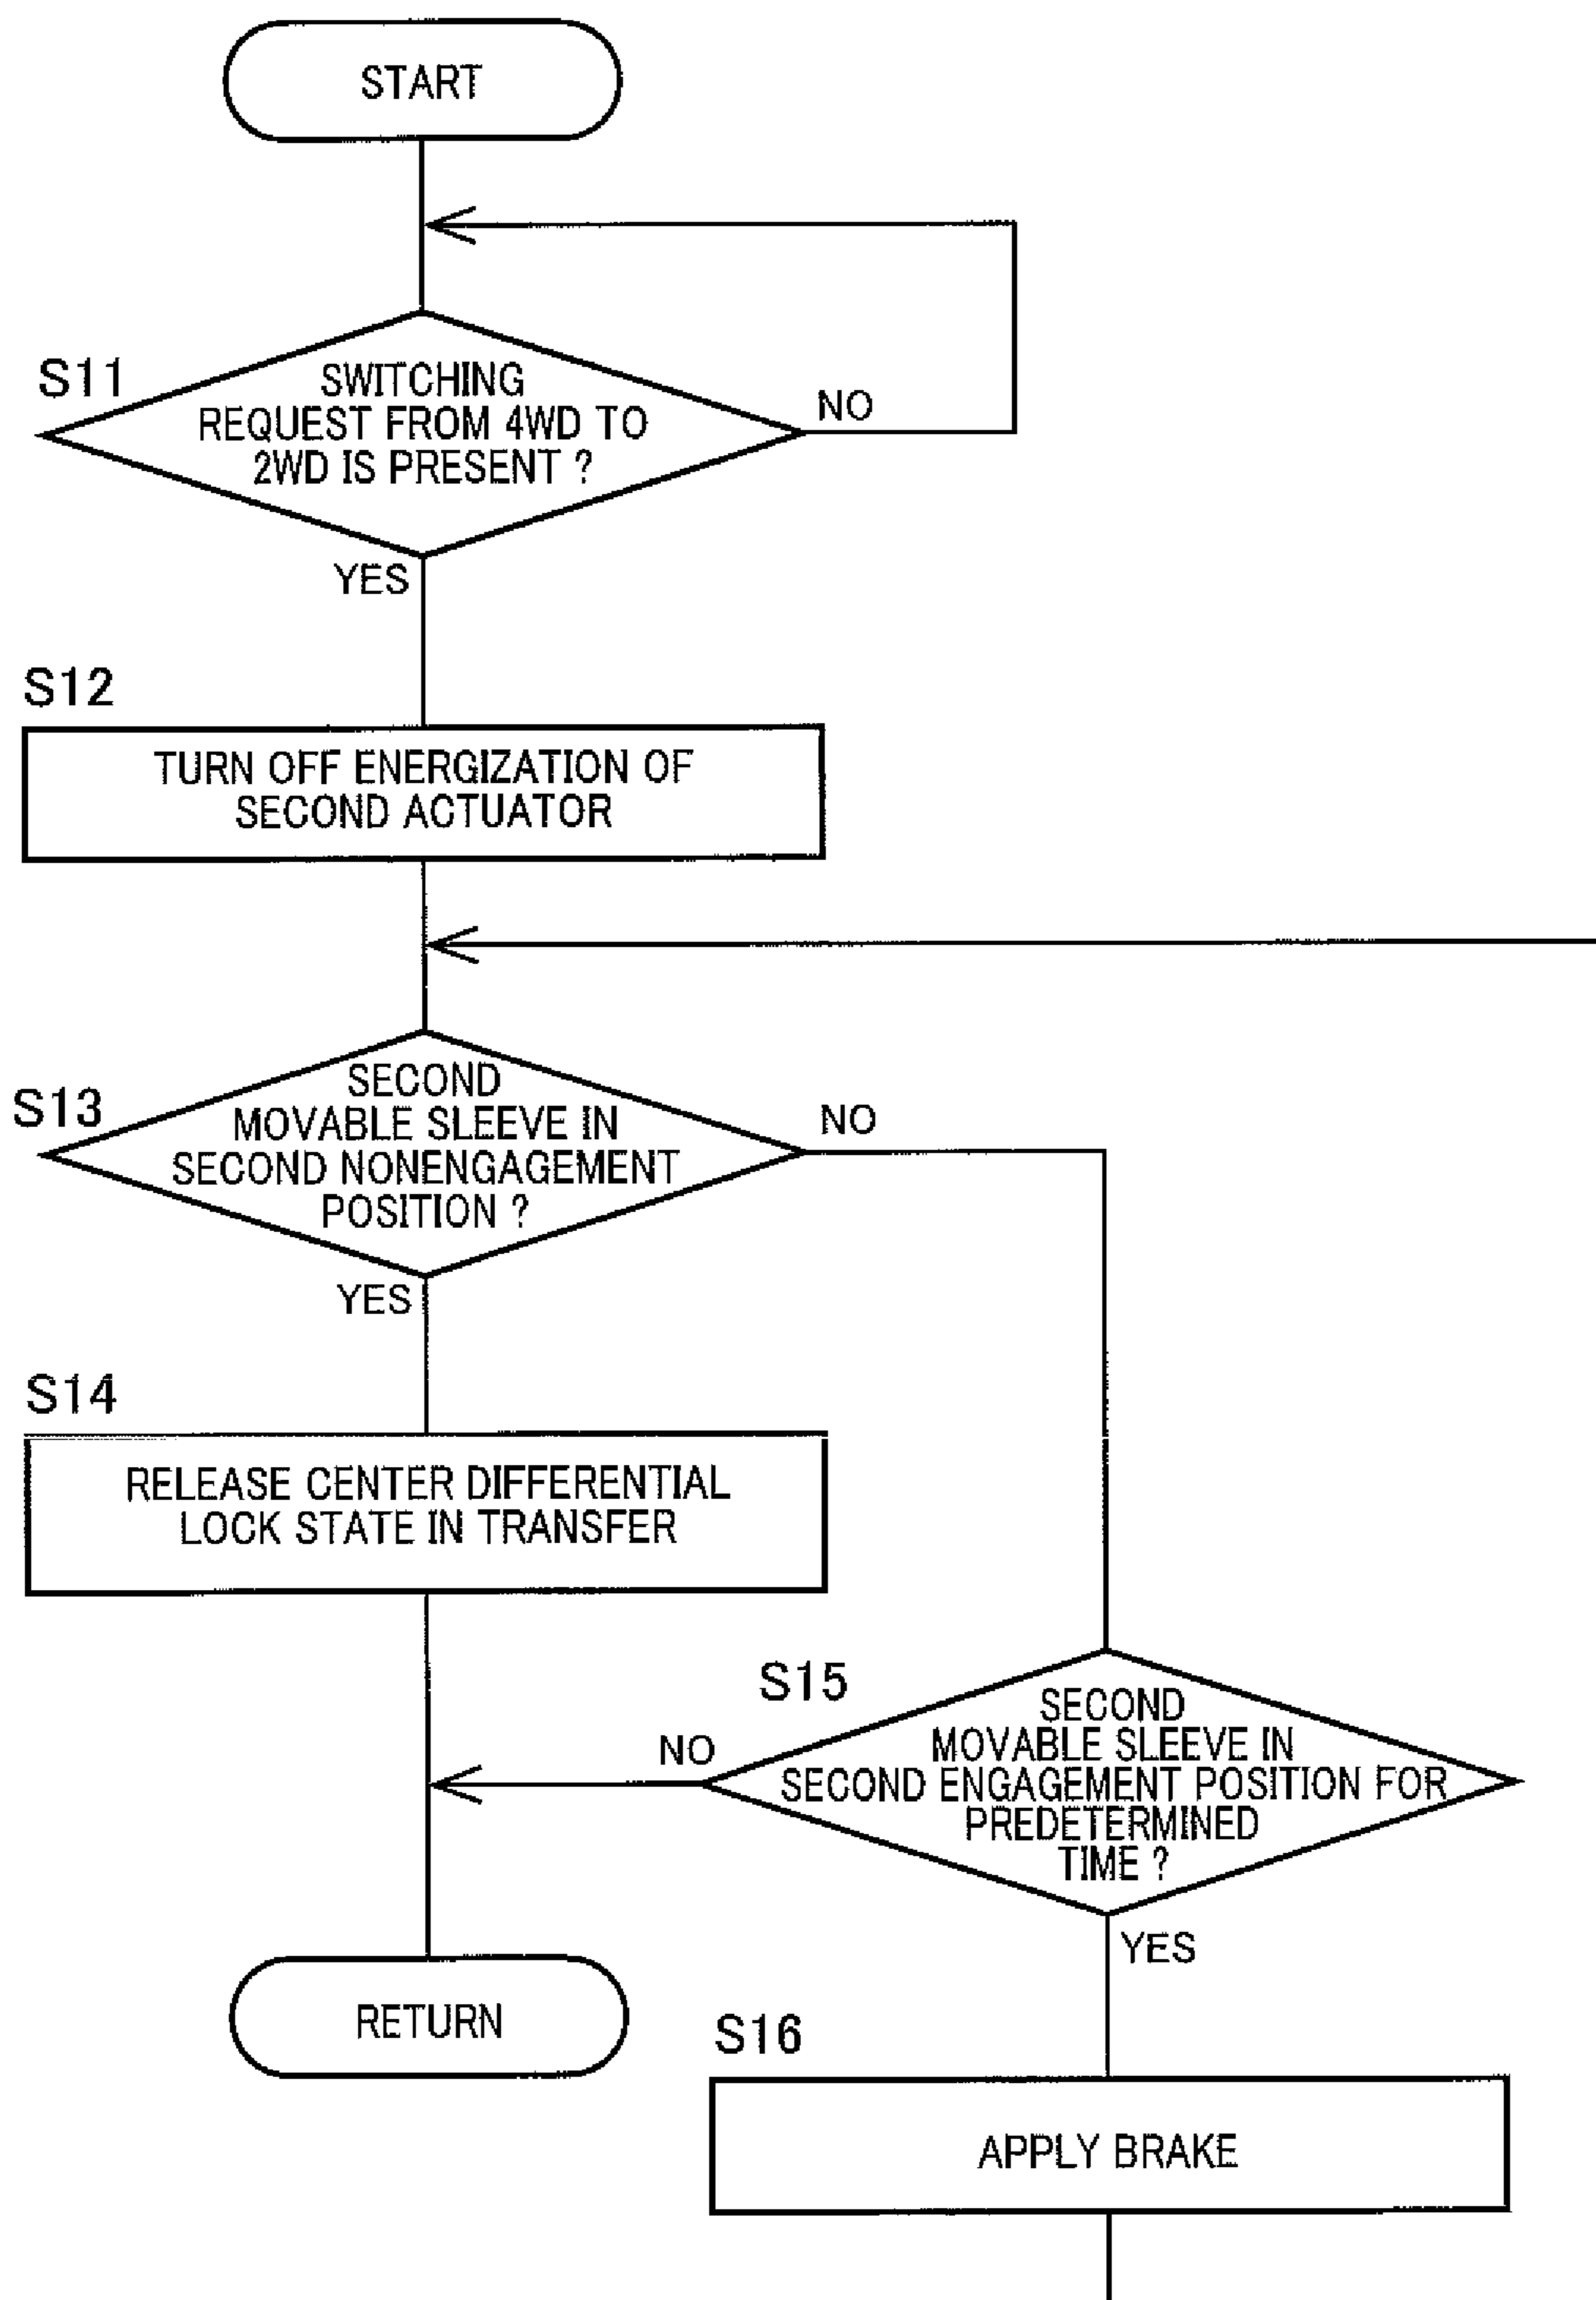 START
S11
SWITCHING
REQUEST FROM 4WD TO
2WD IS PRESENT ?
NO
YES
S12
TURN OFF ENERGIZATION OF
SECOND ACTUATOR
S13
SECOND
MOVABLE SLEEVE IN
SECOND NONENGAGEMENT
POSITION ?
NO
YES
S14
RELEASE CENTER DIFFERENTIAL
LOCK STATE IN TRANSFER
S15
SECOND
MOVABLE SLEEVE IN
SECOND ENGAGEMENT POSITION FOR
PREDETERMINED
TIME ?
NO
YES
RETURN
S16
APPLY BRAKE